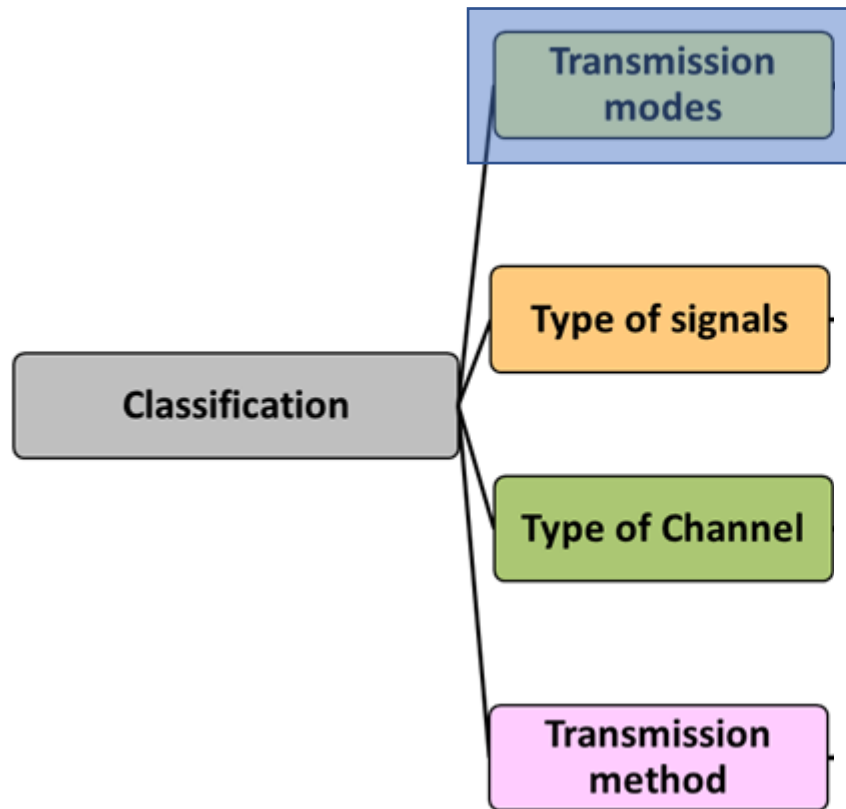 Transmission
modes
Type of signals
Classification
Type of Channel
Transmission
method